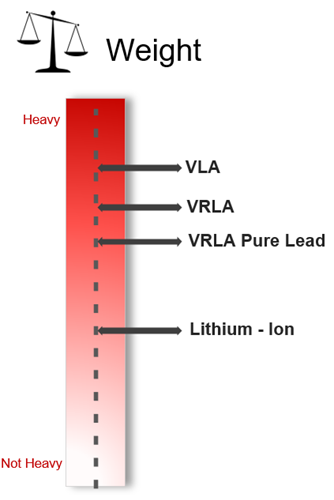 Weight
Heavy
VLA
VRLA
VRLA Pure Lead
Lithium - Ion
Not Heavy